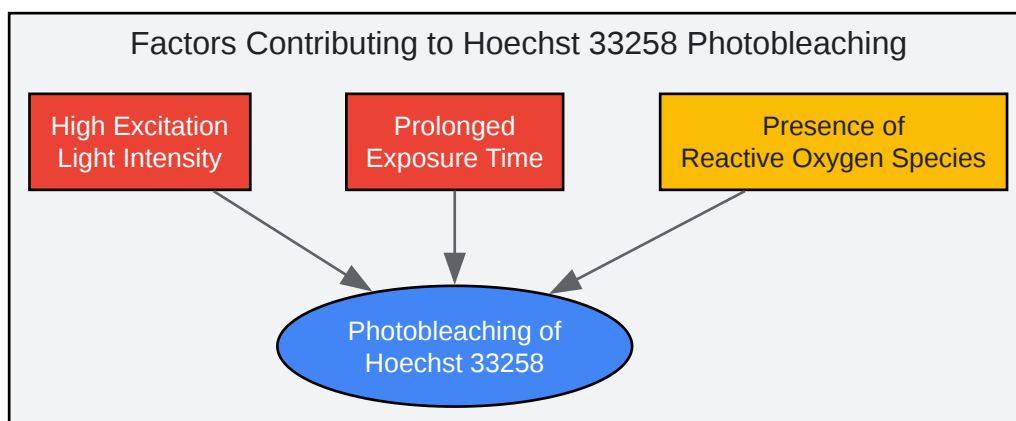 Factors Contributing to Hoechst 33258 Photobleaching
High Excitation
Light Intensity
Prolonged
Exposure Time
Presence of
Reactive Oxygen Species
Photobleaching of
Hoechst 33258